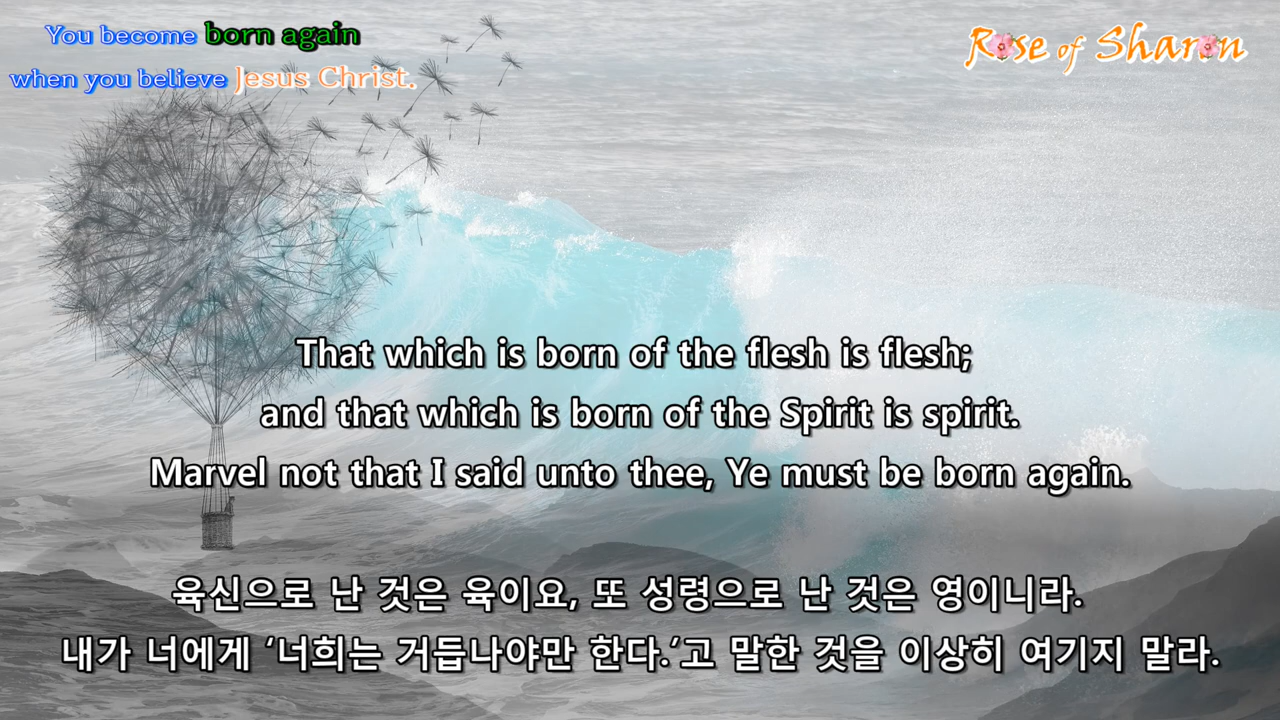 You become born again
when you believe Jesus Christ.
Rose of Sharon
That which is born of the flesh is flesh;
and that which is born of the Spirit is spirit.
Marvel not that I said unto thee, Ye must be born again.
육신으로 난 것은 육이요, 또 성령으로 난 것은 영이니라.
내가 너에게 ‘너희는 거듭나야만 한다.’고 말한 것을 이상히 여기지 말라.